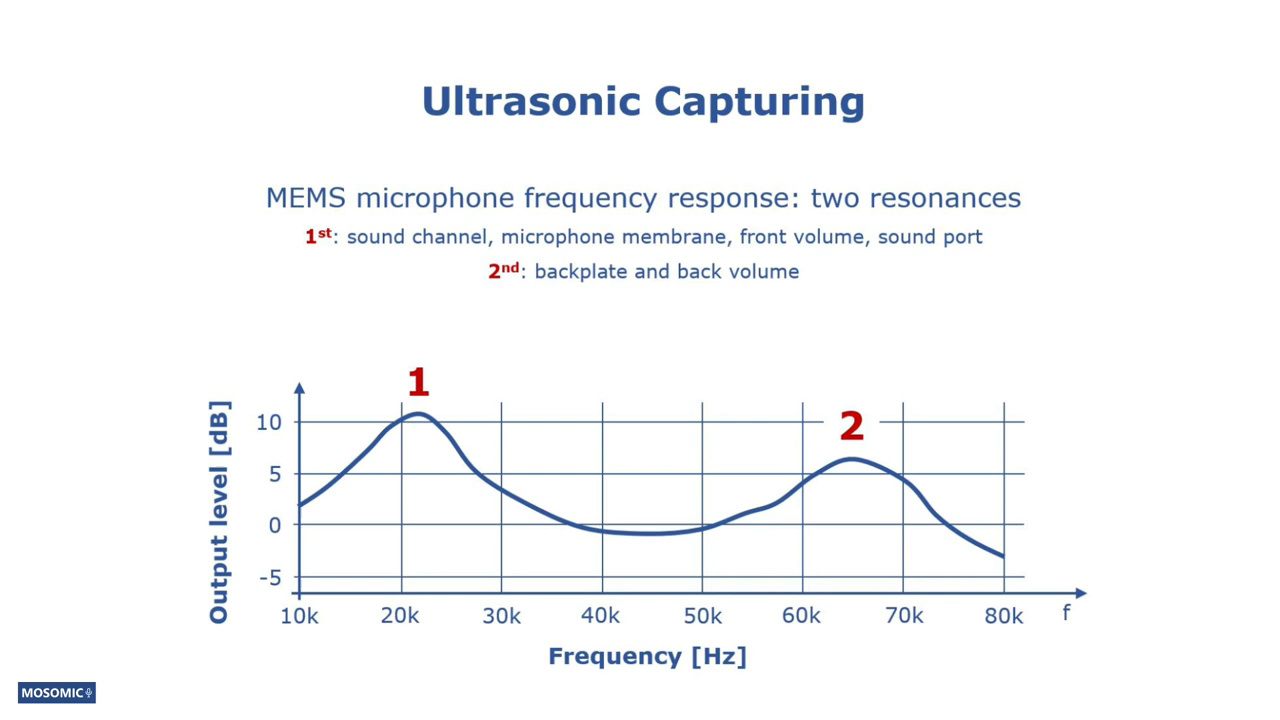 Ultrasonic Capturing
MEMS microphone frequency response: two resonances
1st: sound channel, microphone membrane, front volume, sound port
2nd: backplate and back volume
1
2
10
5
0
-5
Output level [dB]
10k 20k 30k 40k 50k 60k 70k 80k f
Frequency [Hz]
MOSOMIC